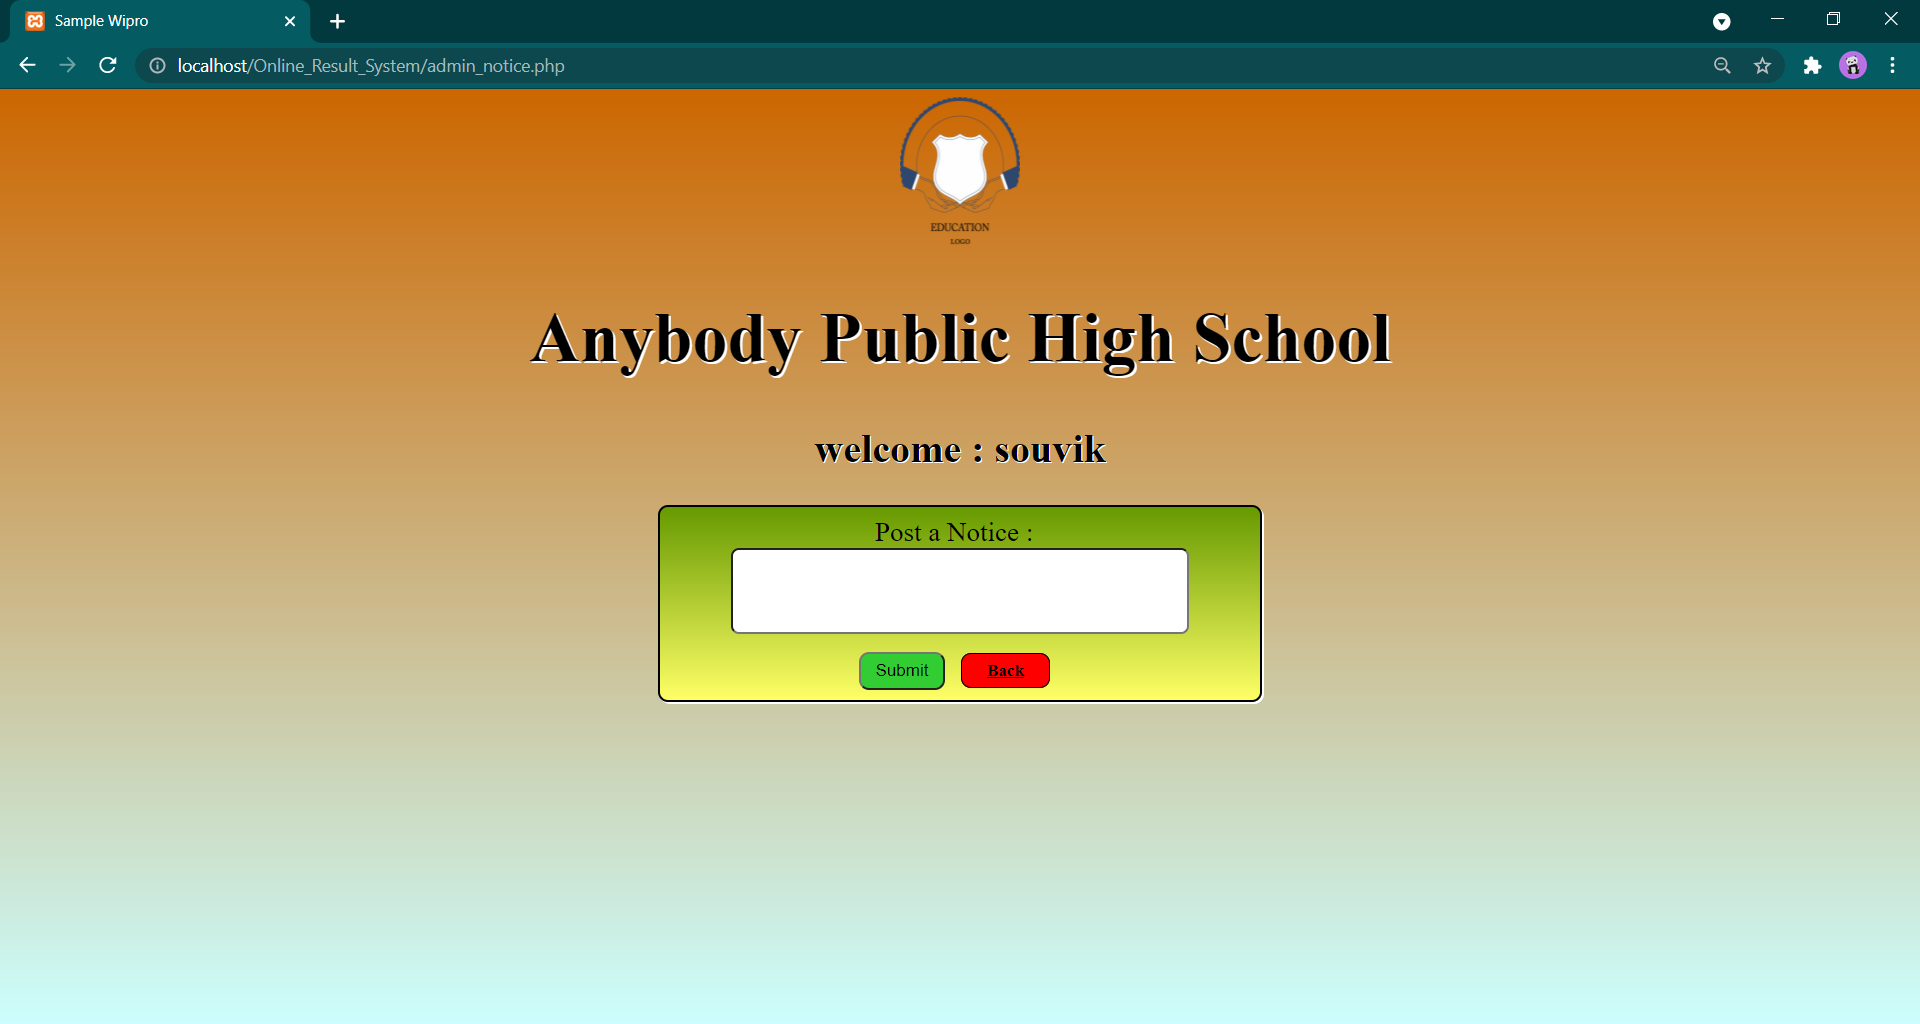 Sample Wipro
localhost/Online_Result_System/admin_notice.php
EDUCATION
LOGO
Anybody Public High School
welcome : souvik
Post a Notice :
Submit Back